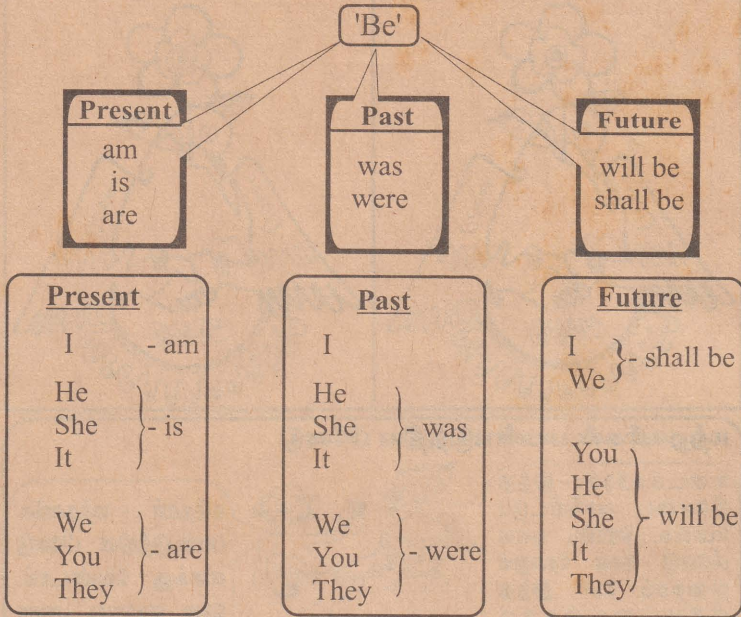 'Be'
Present
am
is
are
Past
was
were
Future
will be
shall be
Present
I - am
He
She - is
It
We
You - are
They
Past
I
He
She - was
It
We
You - were
They
Future
I
We - shall be
You
He
She - will be
It
They